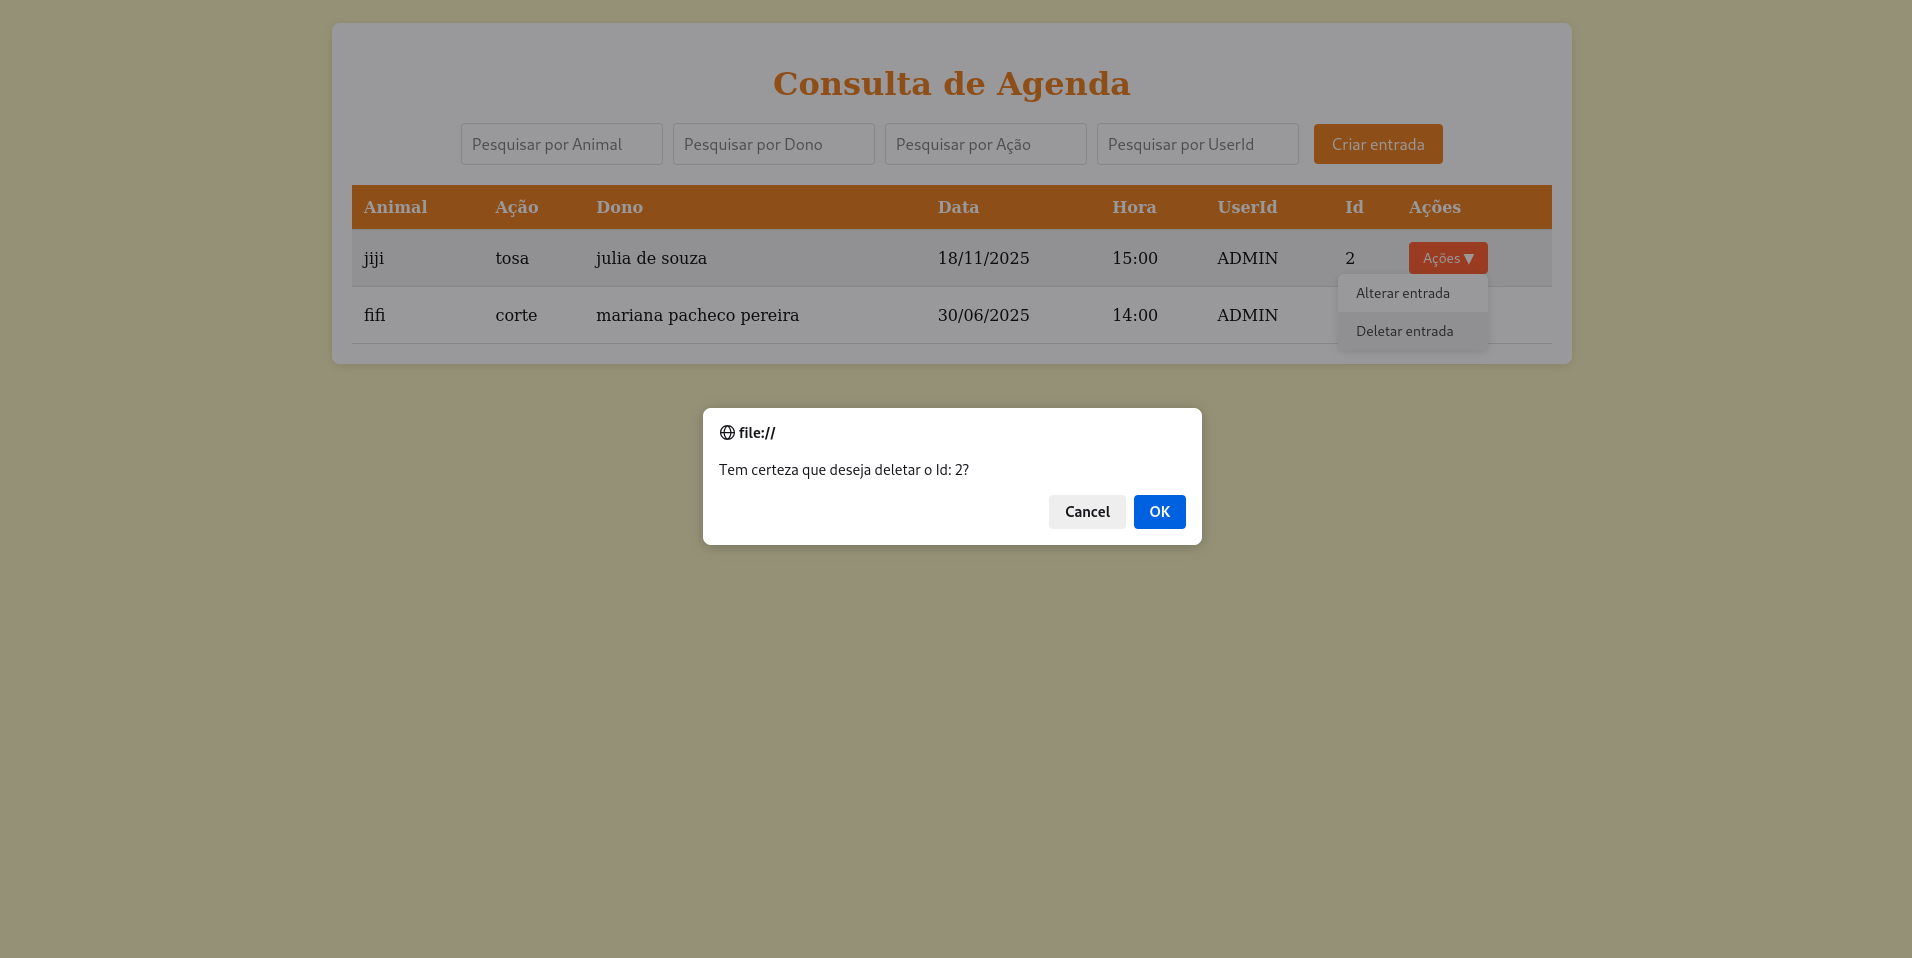 Consulta de Agenda
Pesquisar por Animal Pesquisar por Dono Pesquisar por Ação Pesquisar por UserId Criar entrada
Animal Ação Dono Data Hora UserId Id Ações
jiji tosa julia de souza 18/11/2025 15:00 ADMIN 2 Ações ▼
Alterar entrada
fifi corte mariana pacheco pereira 30/06/2025 14:00 ADMIN
Deletar entrada
file://
Tem certeza que deseja deletar o Id: 2?
Cancel OK